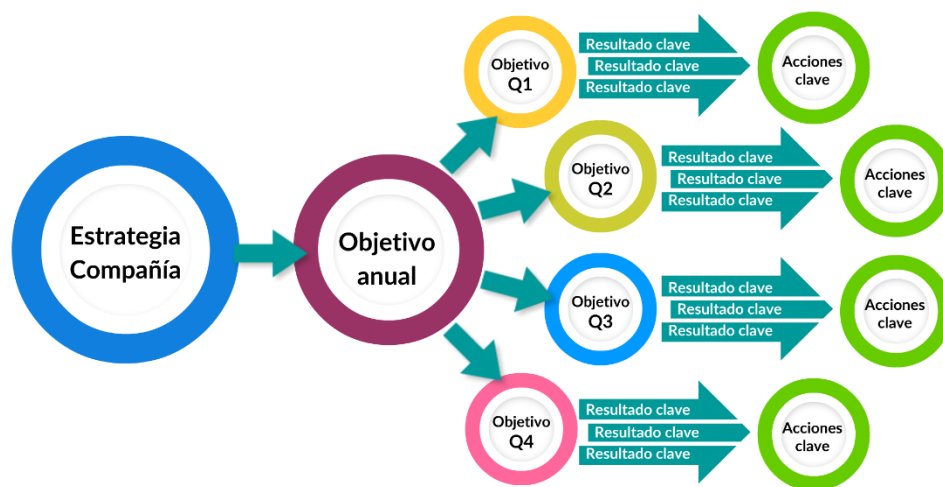 Estrategia
Compañía
Objetivo
anual
Objetivo
Q1
Resultado clave
Resultado clave
Resultado clave
Acciones
clave
Objetivo
Q2
Resultado clave
Resultado clave
Resultado clave
Acciones
clave
Objetivo
Q3
Resultado clave
Resultado clave
Resultado clave
Acciones
clave
Objetivo
Q4
Resultado clave
Resultado clave
Resultado clave
Acciones
clave